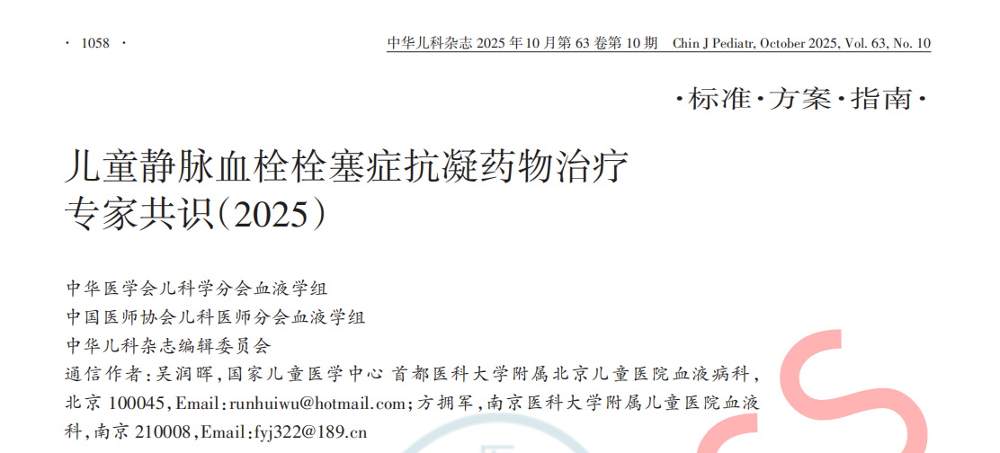 · 1058 ·
中华儿科杂志 2025 年 10 月第 63 卷第 10 期 Chin J Pediatr, October 2025, Vol. 63, No. 10
·标准·方案·指南·
儿童静脉血栓栓塞症抗凝药物治疗
专家共识（2025）
中华医学会儿科学分会血液学组
中国医师协会儿科医师分会血液学组
中华儿科杂志编辑委员会
通信作者：吴润晖，国家儿童医学中心 首都医科大学附属北京儿童医院血液病科，
北京 100045，Email：runhuiwu@hotmail.com；方拥军，南京医科大学附属儿童医院血液
科，南京 210008，Email：fyj322@189.cn